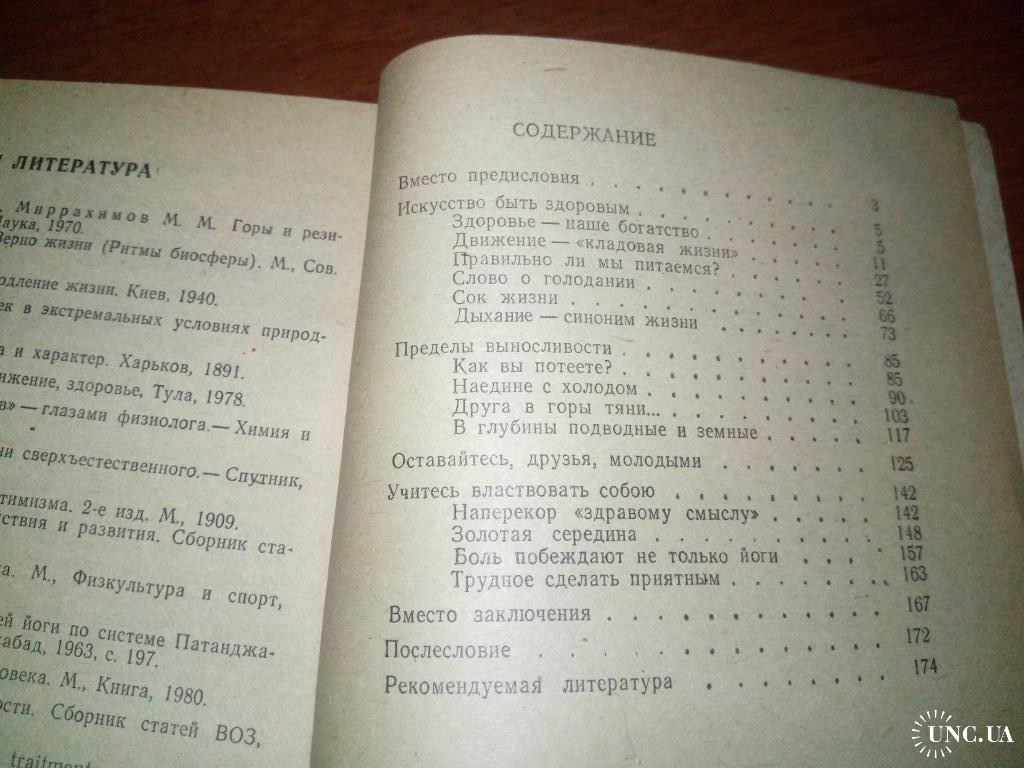 ЛИТЕРАТУРА
Миррахимов М. М. Горы и рези-
Наука, 1970.
Верно жизни (Ритмы биосферы). М., Сов.
одление жизни. Киев, 1940.
ек в экстремальных условиях природ-
а и характер. Харьков, 1891.
ижение, здоровье, Тула, 1978.
в» — глазами физиолога. — Химия и
ни сверхъестественного. — Спутник,
тимизма. 2-е изд. М., 1909.
ствия и развития. Сборник ста-
ка. М., Физкультура и спорт,
ей йоги по системе Патанджа-
абад, 1963, с. 197.
овека. М., Книга, 1980.
ости. Сборник статей ВОЗ,
traitment
СОДЕРЖАНИЕ
Вместо предисловия . . . . . . . . 3
Искусство быть здоровым . . . . . . . 5
Здоровье — наше богатство . . . . . . 5
Движение — «кладовая жизни» . . . . . 11
Правильно ли мы питаемся? . . . . . . 27
Слово о голодании . . . . . . . . 52
Сок жизни . . . . . . . . . . 66
Дыхание — синоним жизни . . . . . . 73
Пределы выносливости . . . . . . . . 85
Как вы потеете? . . . . . . . . . 85
Наедине с холодом . . . . . . . . 90
Друга в горы тяни... . . . . . . . . 103
В глубины подводные и земные . . . . 117
Оставайтесь, друзья, молодыми . . . . . . 125
Учитесь властвовать собою . . . . . . . 142
Наперекор «здравому смыслу» . . . . . 142
Золотая середина . . . . . . . . 148
Боль побеждают не только йоги . . . . 157
Трудное сделать приятным . . . . . . 163
Вместо заключения . . . . . . . . . 167
Послесловие . . . . . . . . . . 172
Рекомендуемая литература . . . . . . 174
UNC.UA